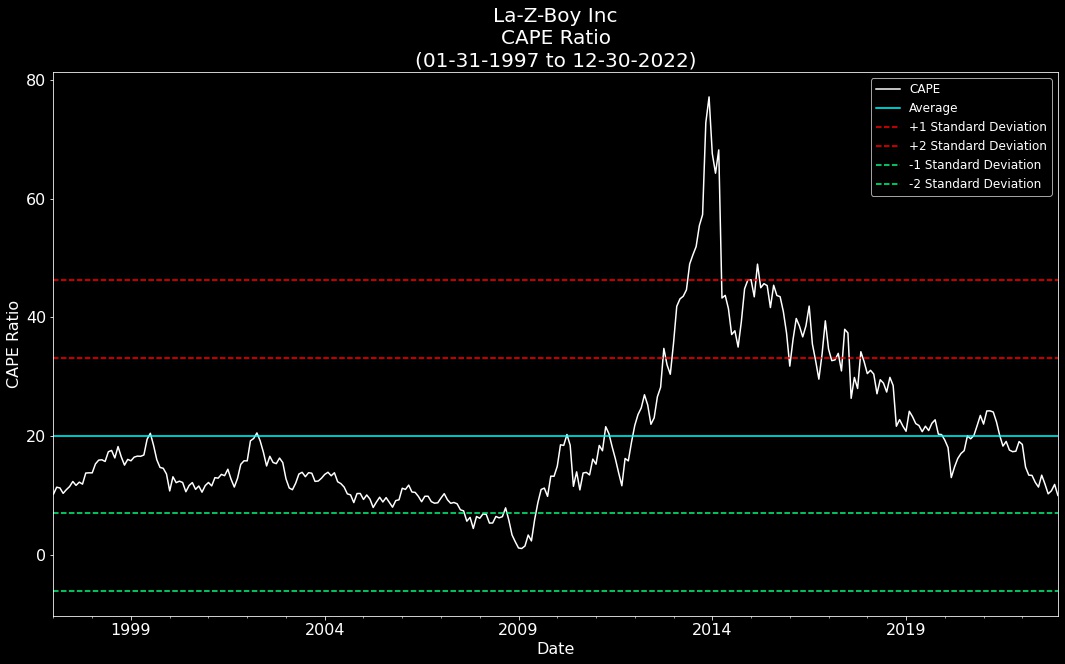 La-Z-Boy Inc
CAPE Ratio
(01-31-1997 to 12-30-2022)
CAPE
Average
+1 Standard Deviation
+2 Standard Deviation
-1 Standard Deviation
-2 Standard Deviation
CAPE Ratio
80
60
40
20
0
1999 2004 2009 2014 2019
Date